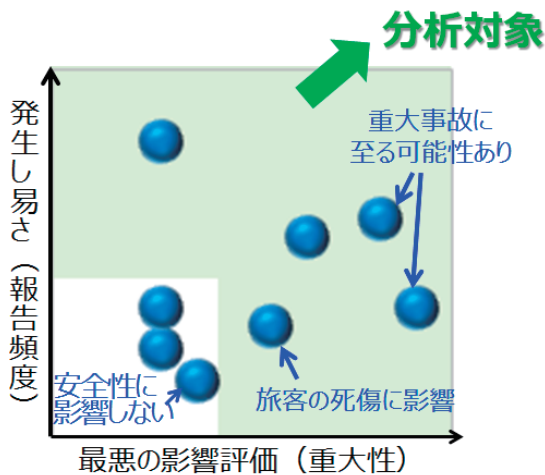 分析対象
発生し易さ（報告頻度）
重大事故に
至る可能性あり
安全性に
影響しない
旅客の死傷に影響
最悪の影響評価（重大性）